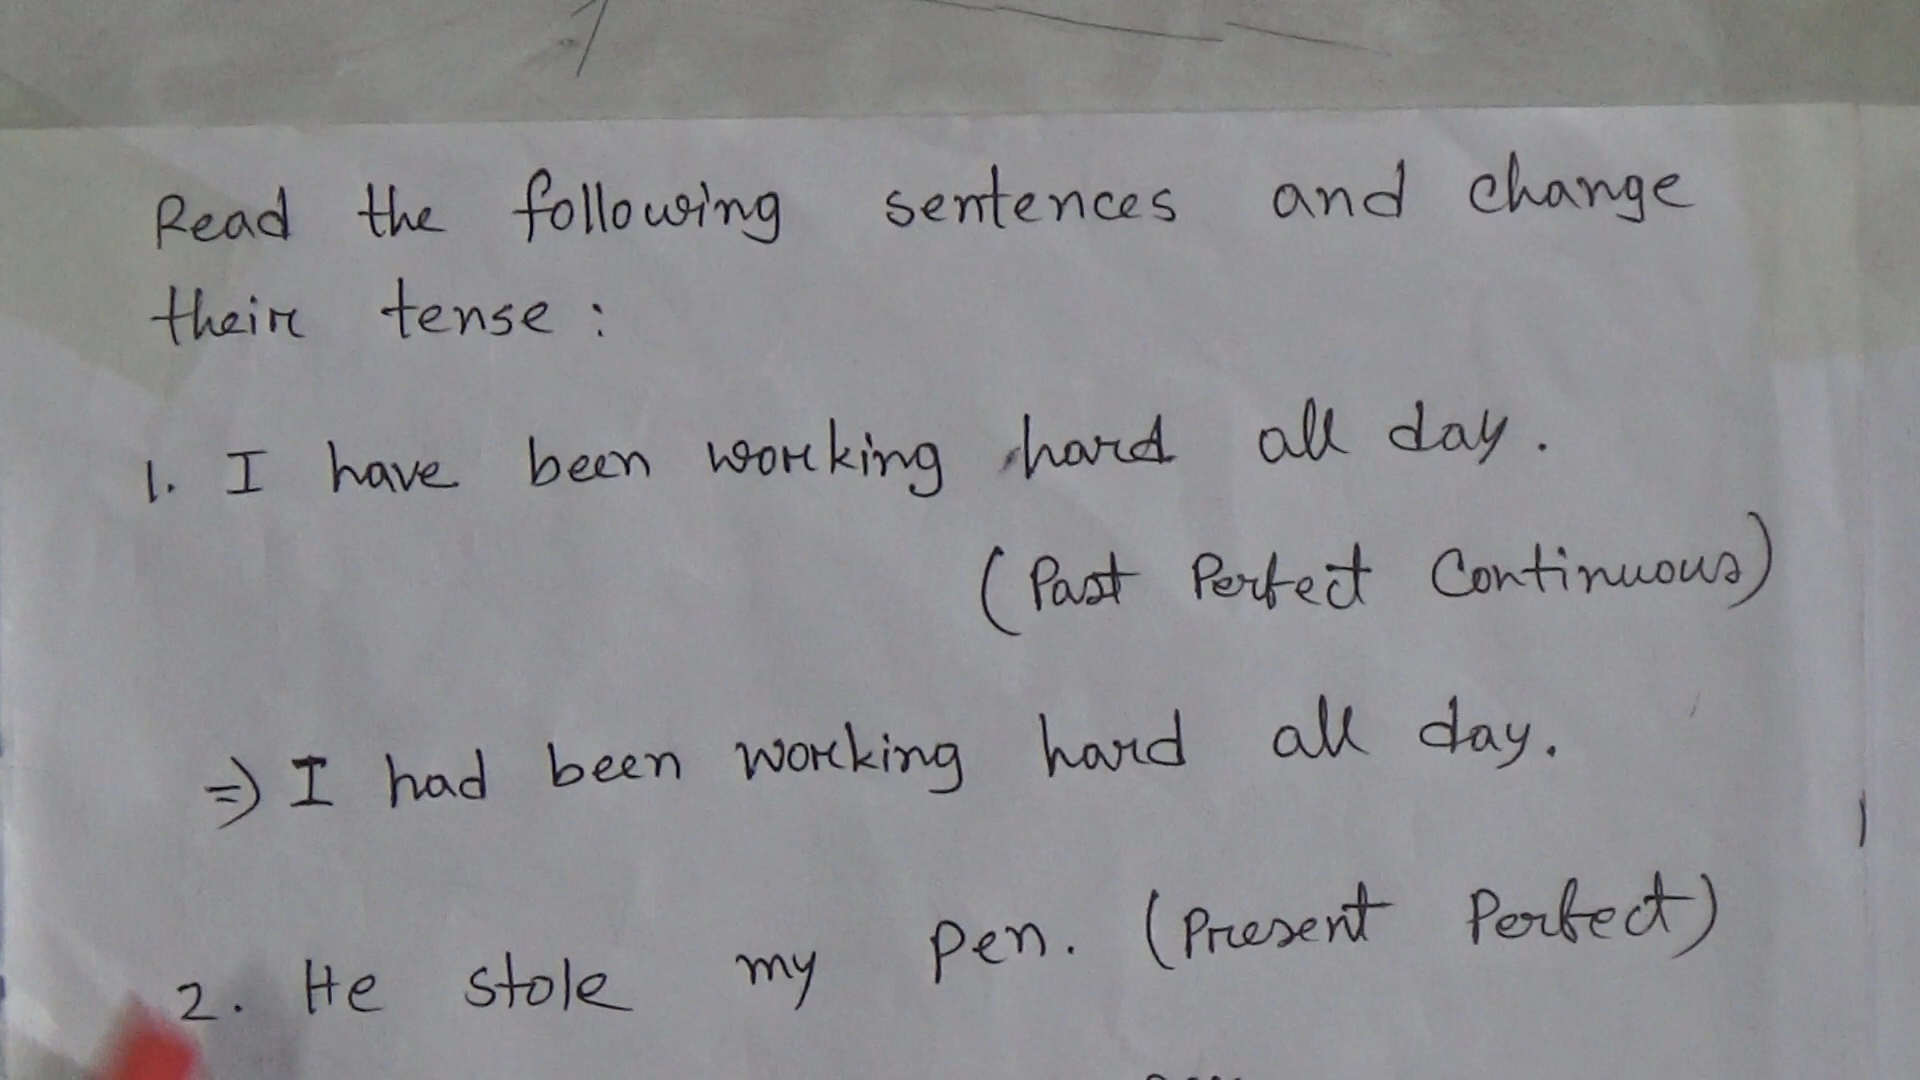 Read the following sentences and change
their tense :
1. I have been working hard all day.
(Past Perfect Continuous)
⇒ I had been working hard all day.
2. He stole my pen. (Present Perfect)